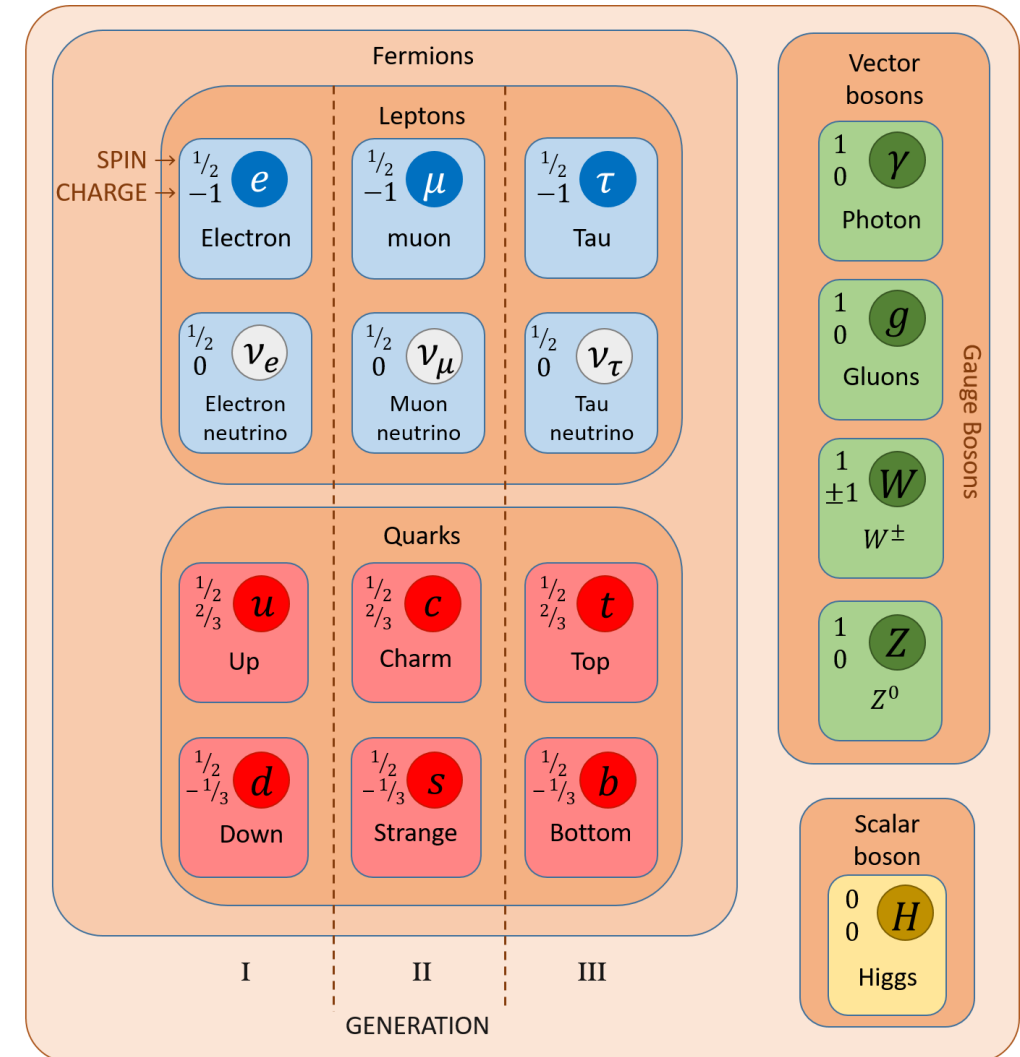 Fermions
Leptons
SPIN →
CHARGE →
1/2
−1
e
Electron
1/2
−1
μ
muon
1/2
−1
τ
Tau
1/2
0
νe
Electron
neutrino
1/2
0
νμ
Muon
neutrino
1/2
0
ντ
Tau
neutrino
Quarks
1/2
2/3
u
Up
1/2
2/3
c
Charm
1/2
2/3
t
Top
1/2
−1/3
d
Down
1/2
−1/3
s
Strange
1/2
−1/3
b
Bottom
I
II
III
GENERATION
Vector
bosons
1
0
γ
Photon
1
0
g
Gluons
1
±1
W
W±
1
0
Z
Z⁰
Gauge Bosons
Scalar
boson
0
0
H
Higgs